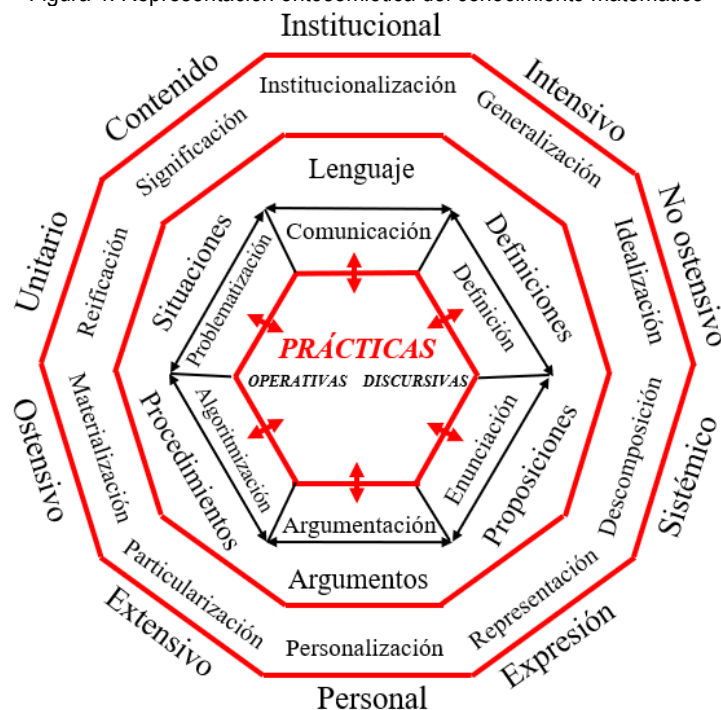 Institucional
Contenido
Intensivo
Institucionalización
Significación
Generalización
Lenguaje
Unitario
No ostensivo
Reificación
Idealización
Situaciones
Definiciones
Comunicación
Problematización
Definición
PRÁCTICAS
OPERATIVAS DISCURSIVAS
Algoritmización
Enunciación
Procedimientos
Proposiciones
Materialización
Descomposición
Ostensivo
Sistémico
Argumentación
Argumentos
Particularización
Representación
Personalización
Extensivo
Expresión
Personal